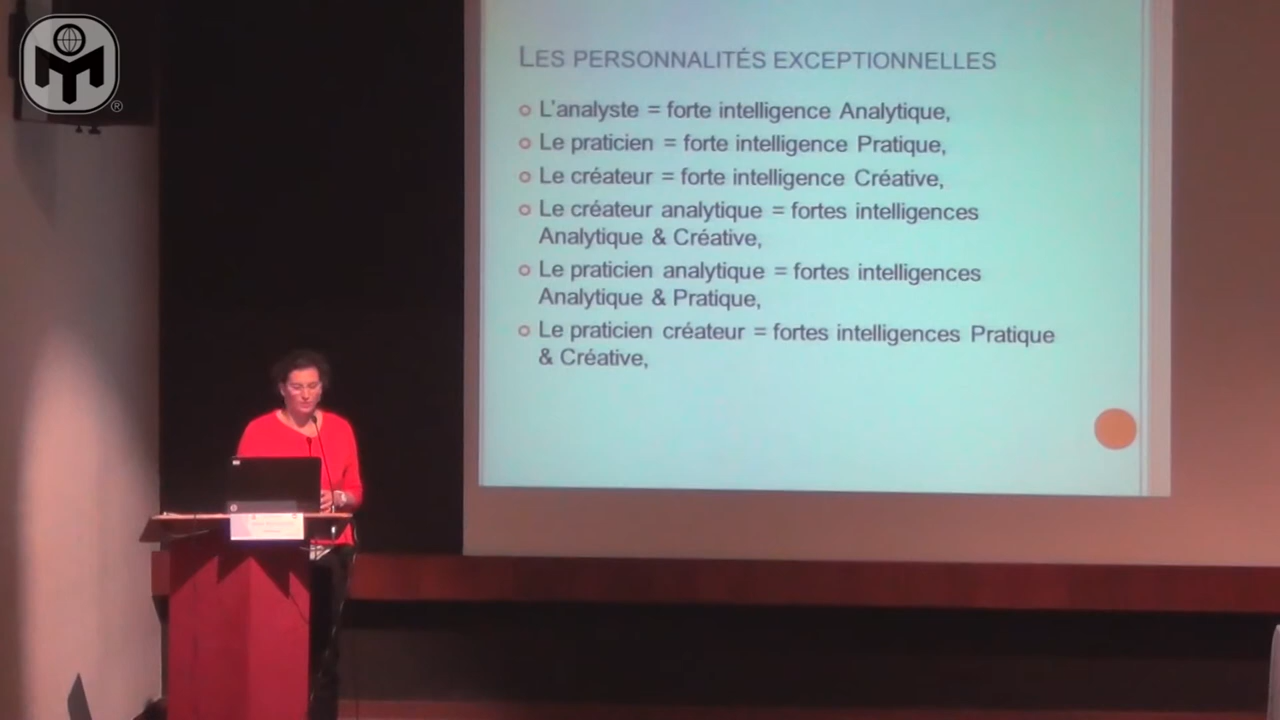 LES PERSONNALITÉS EXCEPTIONNELLES
L'analyste = forte intelligence Analytique,
Le praticien = forte intelligence Pratique,
Le créateur = forte intelligence Créative,
Le créateur analytique = fortes intelligences
Analytique & Créative,
Le praticien analytique = fortes intelligences
Analytique & Pratique,
Le praticien créateur = fortes intelligences Pratique
& Créative,